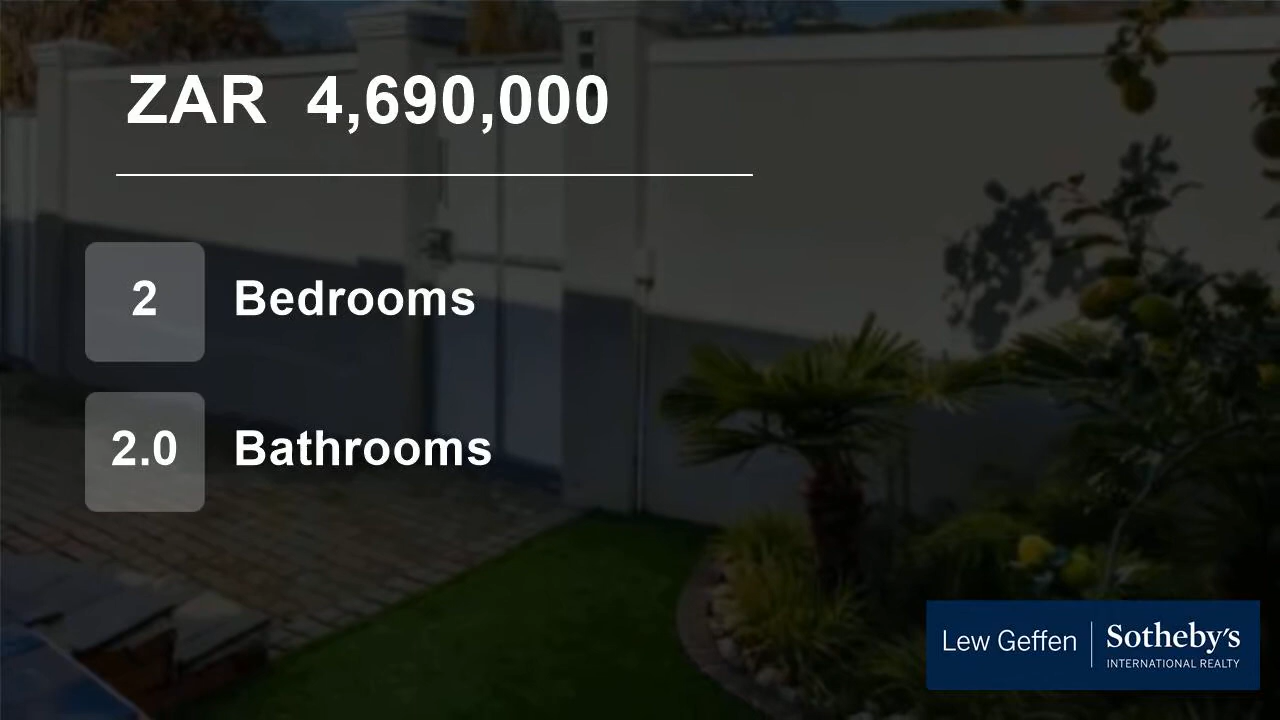 ZAR 4,690,000
2 Bedrooms
2.0 Bathrooms
Lew Geffen | Sotheby's
INTERNATIONAL REALTY